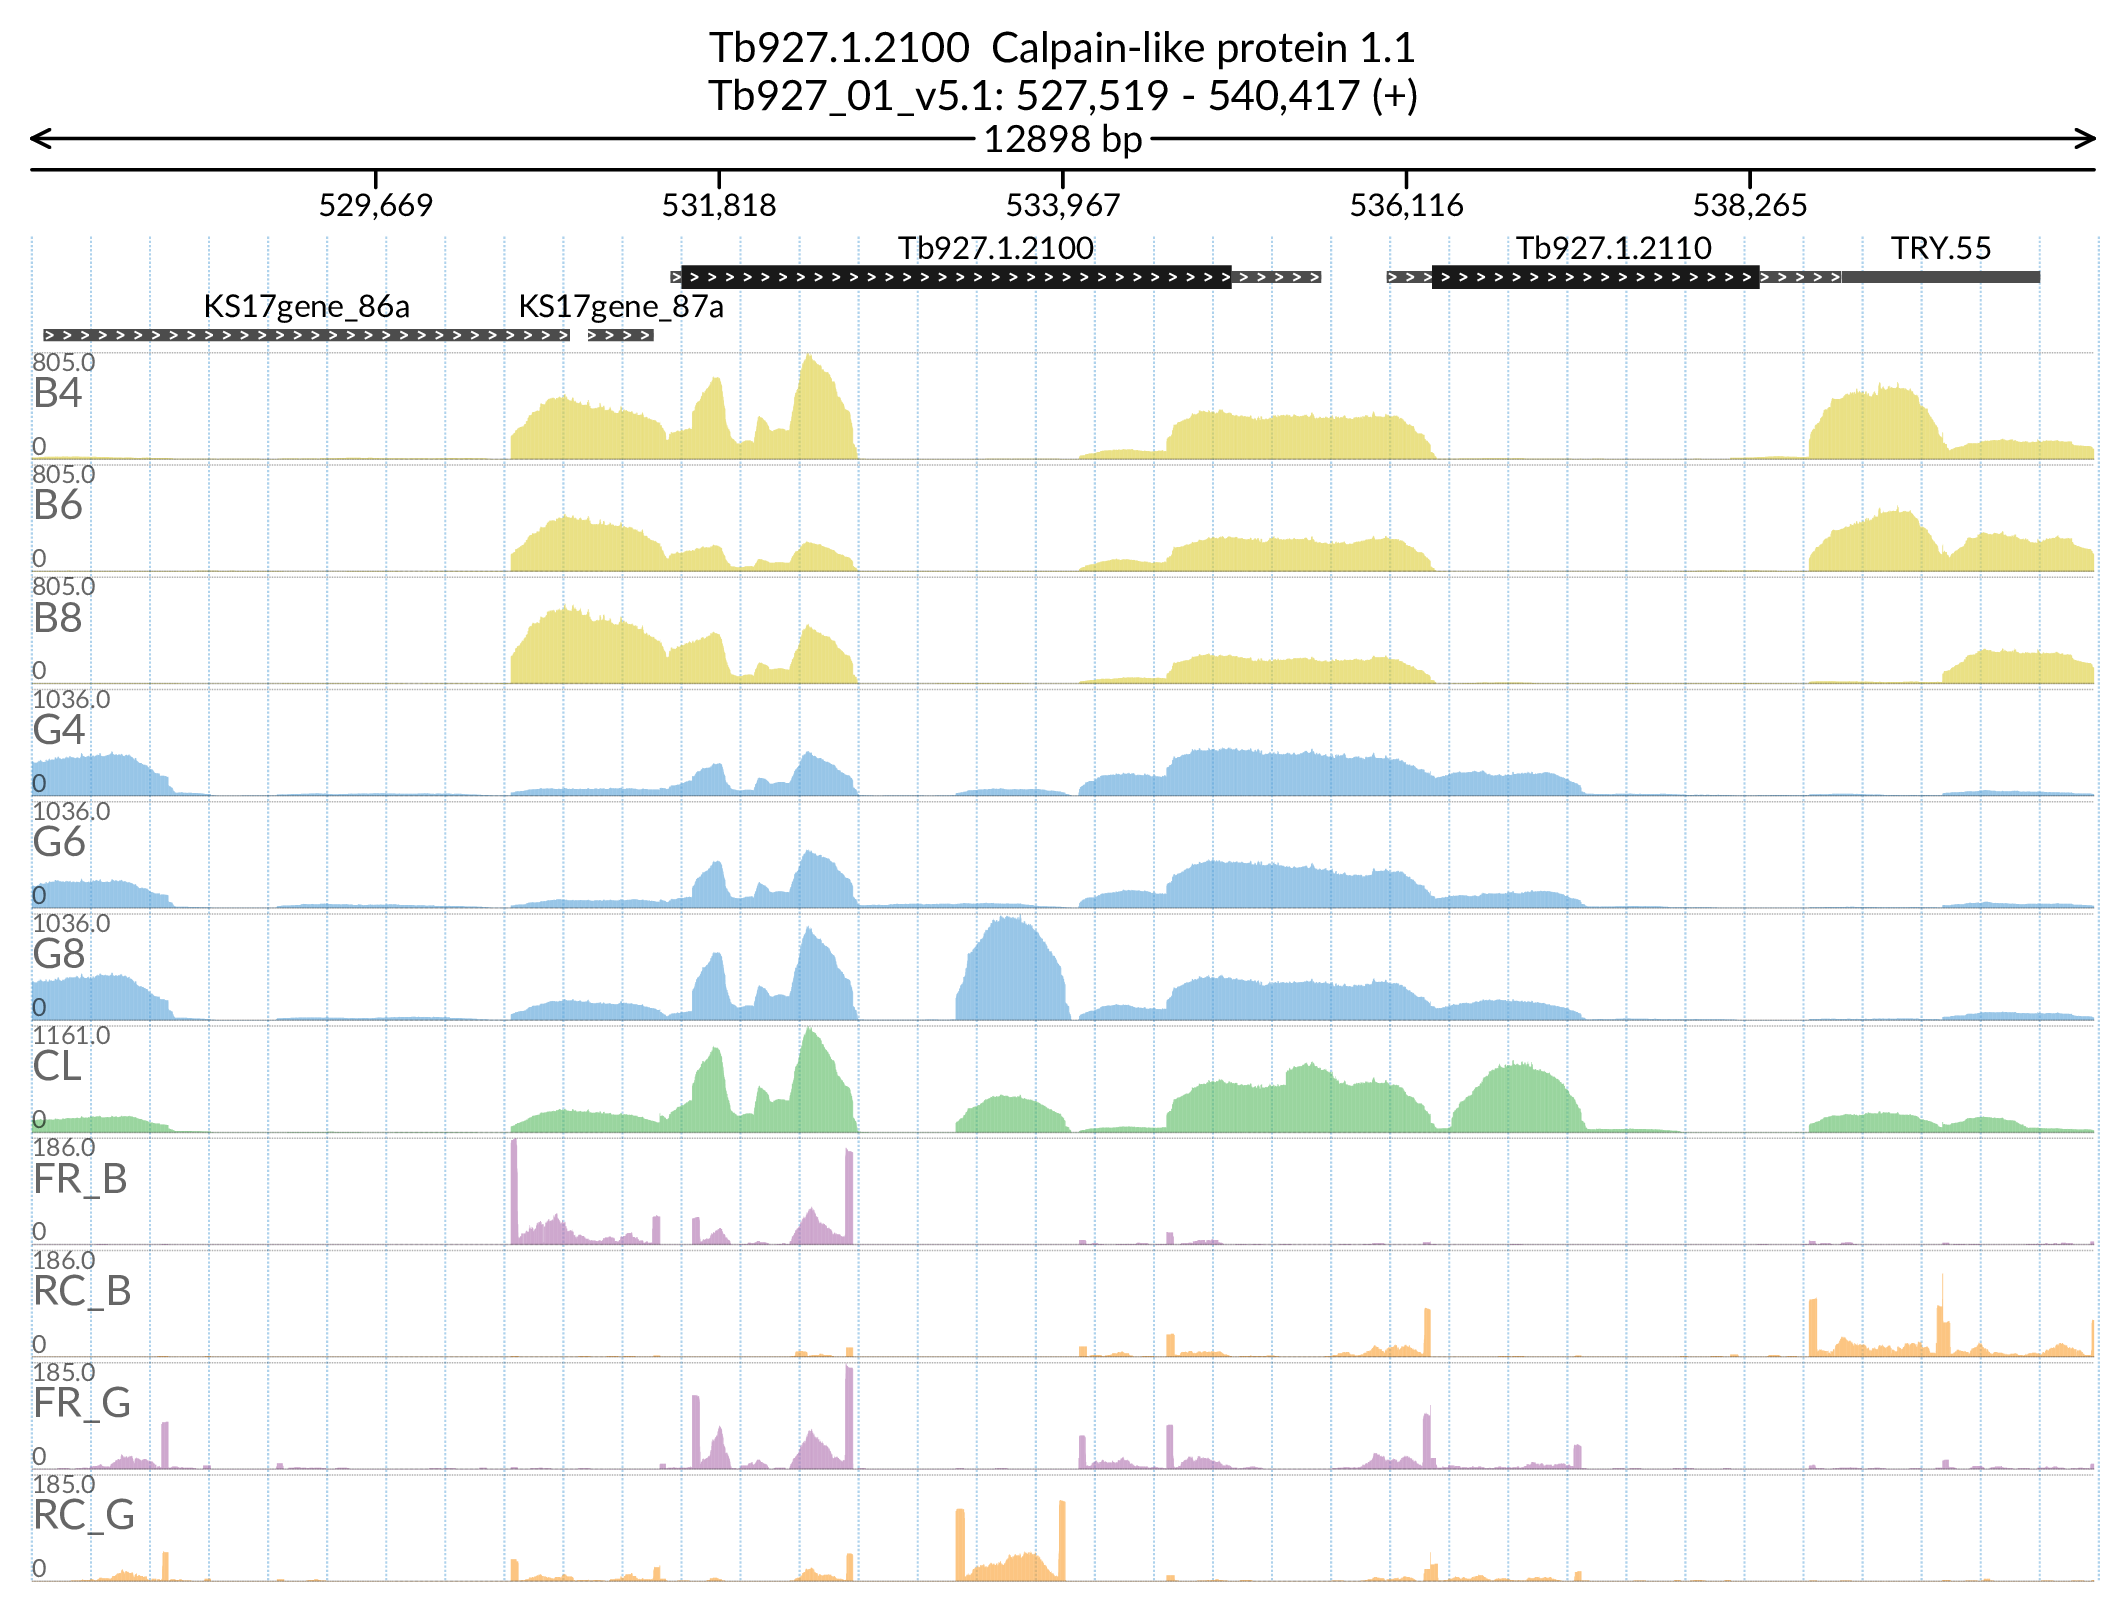 Tb927.1.2100  Calpain-like protein 1.1
Tb927_01_v5.1: 527,519 - 540,417 (+)
12898 bp
529,669 531,818 533,967 536,116 538,265
Tb927.1.2100 Tb927.1.2110 TRY.55
KS17gene_86a KS17gene_87a
805.0
B4
0
805.0
B6
0
805.0
B8
0
1036.0
G4
0
1036.0
G6
0
1036.0
G8
0
1161.0
CL
0
186.0
FR_B
0
186.0
RC_B
0
185.0
FR_G
0
185.0
RC_G
0